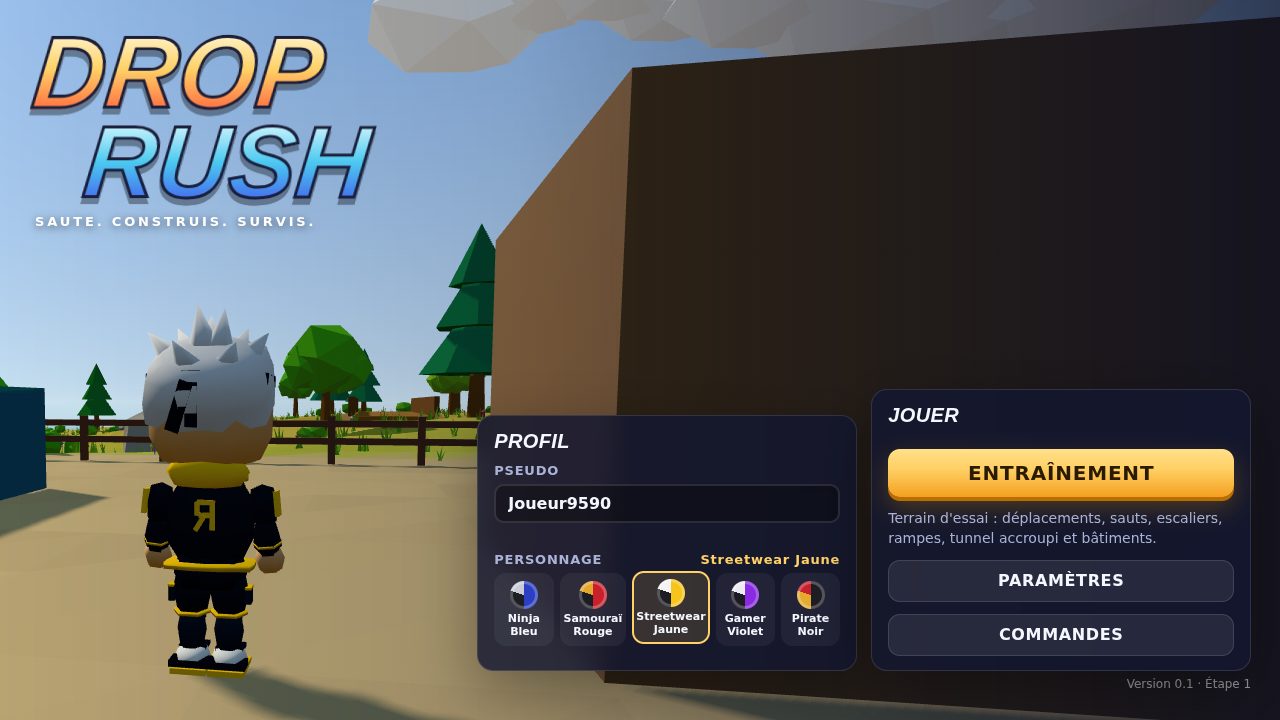 DROP
RUSH
SAUTE. CONSTRUIS. SURVIS.
Я
PROFIL
PSEUDO
Joueur9590
PERSONNAGE
Streetwear Jaune
Ninja
Bleu
Samouraï
Rouge
Streetwear
Jaune
Gamer
Violet
Pirate
Noir
JOUER
ENTRAÎNEMENT
Terrain d'essai : déplacements, sauts, escaliers,
rampes, tunnel accroupi et bâtiments.
PARAMÈTRES
COMMANDES
Version 0.1 · Étape 1